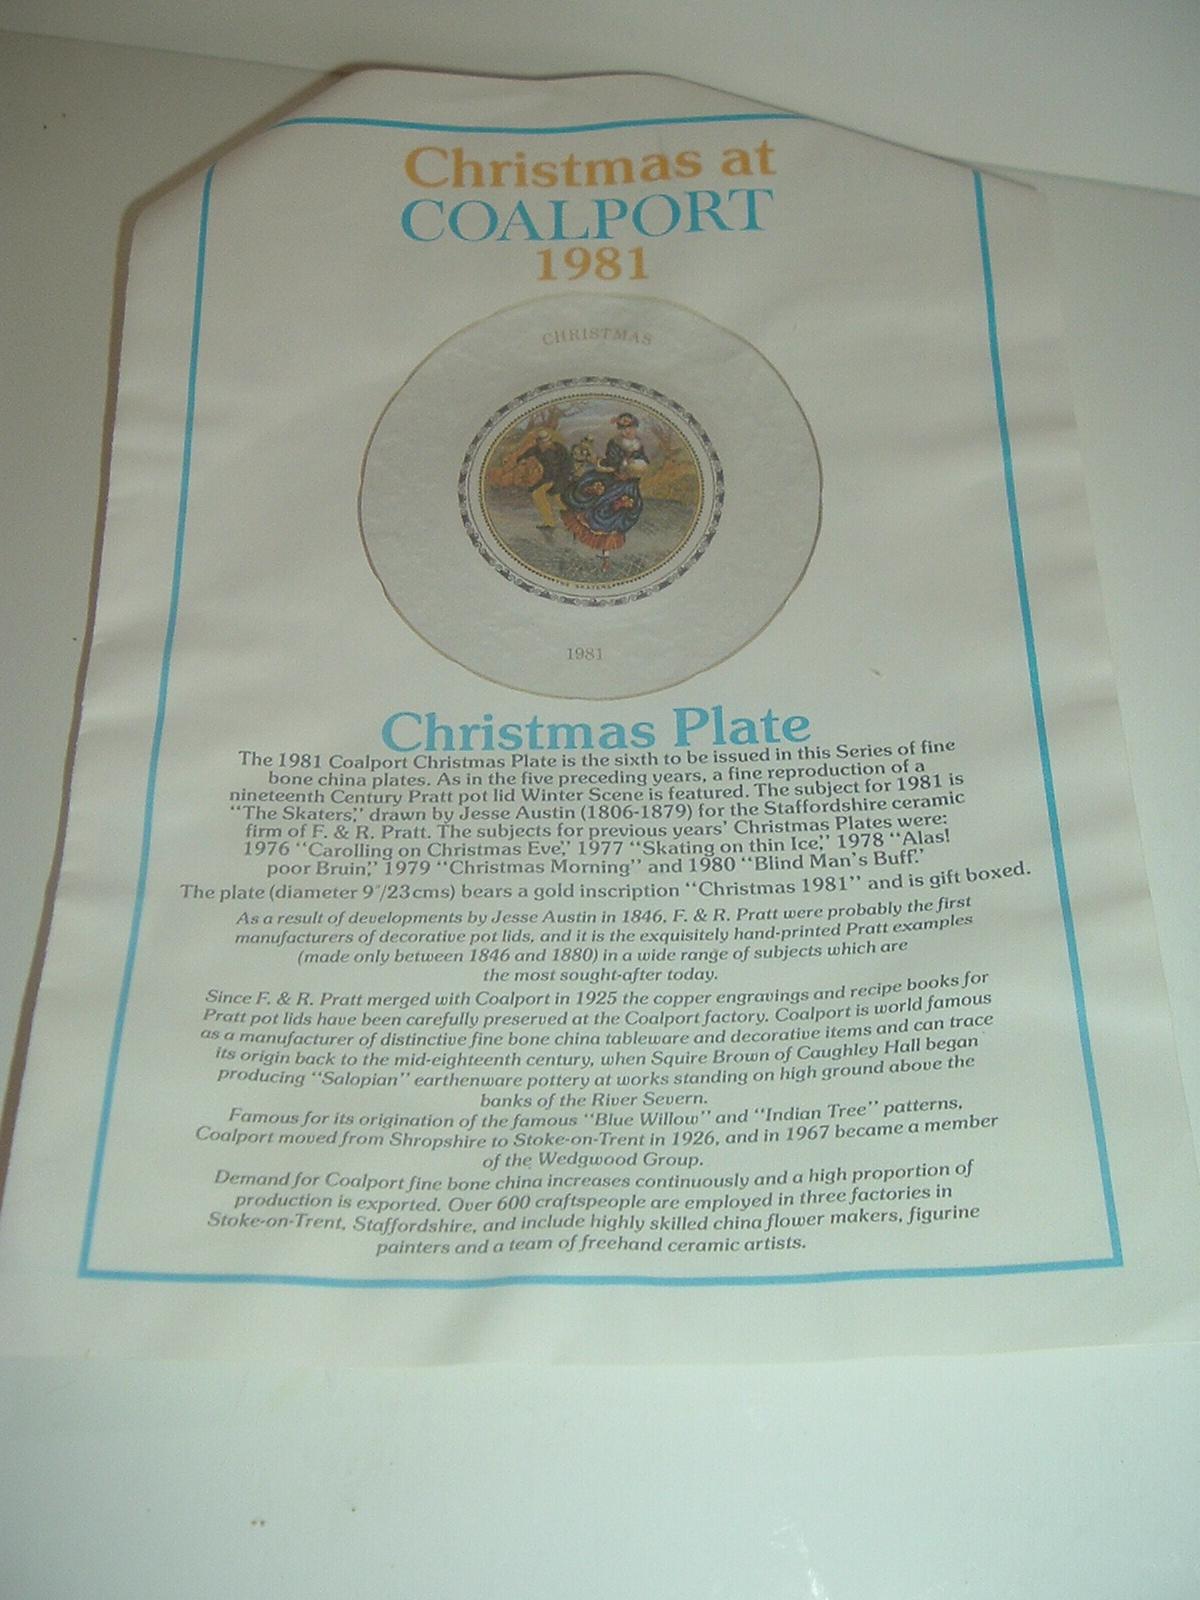 Christmas at
COALPORT
1981
CHRISTMAS
THE SKATERS
1981
Christmas Plate
The 1981 Coalport Christmas Plate is the sixth to be issued in this Series of fine
bone china plates. As in the five preceding years, a fine reproduction of a
nineteenth Century Pratt pot lid Winter Scene is featured. The subject for 1981 is
“The Skaters,” drawn by Jesse Austin (1806-1879) for the Staffordshire ceramic
firm of F. & R. Pratt. The subjects for previous years’ Christmas Plates were:
1976 “Carolling on Christmas Eve,” 1977 “Skating on thin Ice,” 1978 “Alas!
poor Bruin,” 1979 “Christmas Morning” and 1980 “Blind Man’s Buff.”
The plate (diameter 9″/23cms) bears a gold inscription “Christmas 1981” and is gift boxed.
As a result of developments by Jesse Austin in 1846, F. & R. Pratt were probably the first
manufacturers of decorative pot lids, and it is the exquisitely hand-printed Pratt examples
(made only between 1846 and 1880) in a wide range of subjects which are
the most sought-after today.
Since F. & R. Pratt merged with Coalport in 1925 the copper engravings and recipe books for
Pratt pot lids have been carefully preserved at the Coalport factory. Coalport is world famous
as a manufacturer of distinctive fine bone china tableware and decorative items and can trace
its origin back to the mid-eighteenth century, when Squire Brown of Caughley Hall began
producing “Salopian” earthenware pottery at works standing on high ground above the
banks of the River Severn.
Famous for its origination of the famous “Blue Willow” and “Indian Tree” patterns,
Coalport moved from Shropshire to Stoke-on-Trent in 1926, and in 1967 became a member
of the Wedgwood Group.
Demand for Coalport fine bone china increases continuously and a high proportion of
production is exported. Over 600 craftspeople are employed in three factories in
Stoke-on-Trent, Staffordshire, and include highly skilled china flower makers, figurine
painters and a team of freehand ceramic artists.